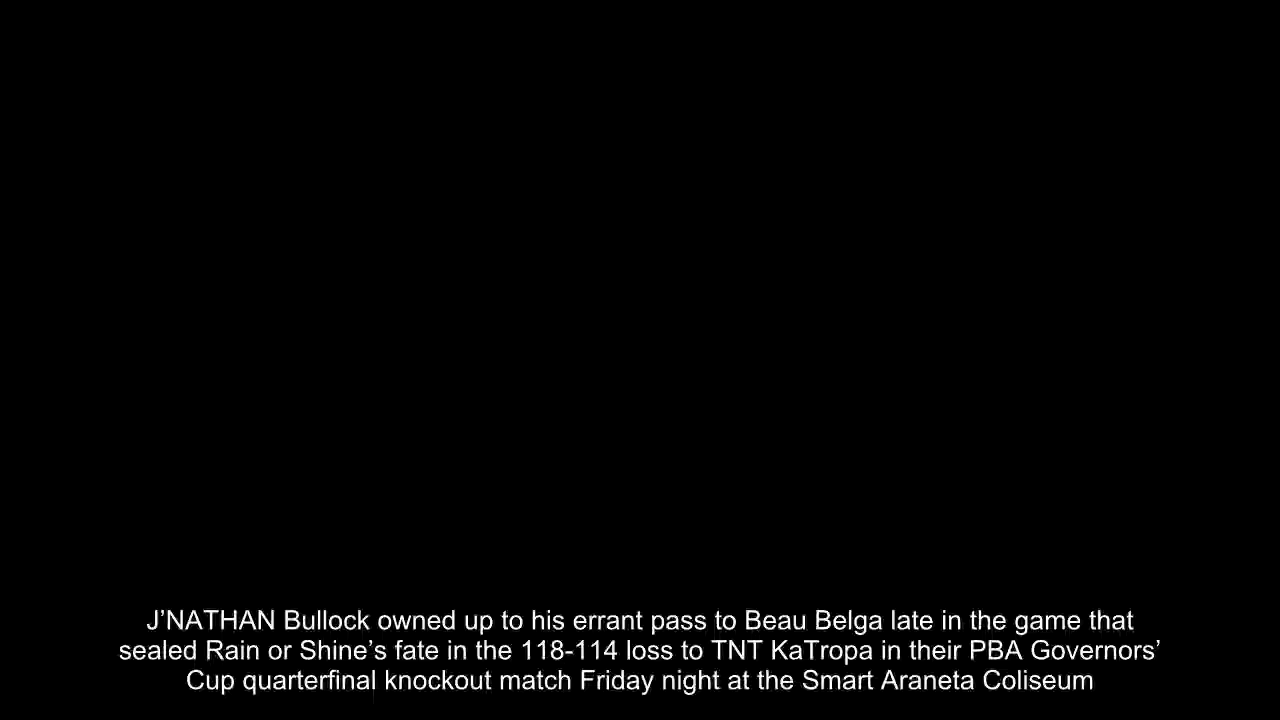 J’NATHAN Bullock owned up to his errant pass to Beau Belga late in the game that
sealed Rain or Shine’s fate in the 118-114 loss to TNT KaTropa in their PBA Governors’
Cup quarterfinal knockout match Friday night at the Smart Araneta Coliseum